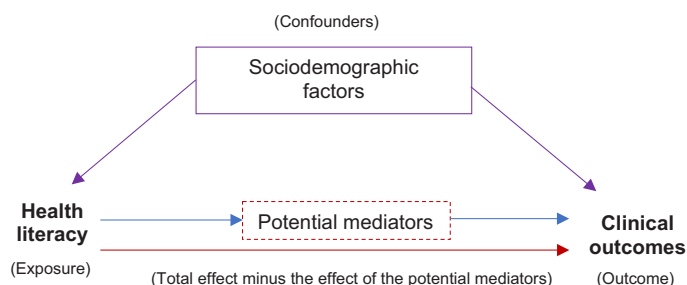 (Confounders)
Sociodemographic
factors
Health
literacy
(Exposure)
Potential mediators
Clinical
outcomes
(Outcome)
(Total effect minus the effect of the potential mediators)